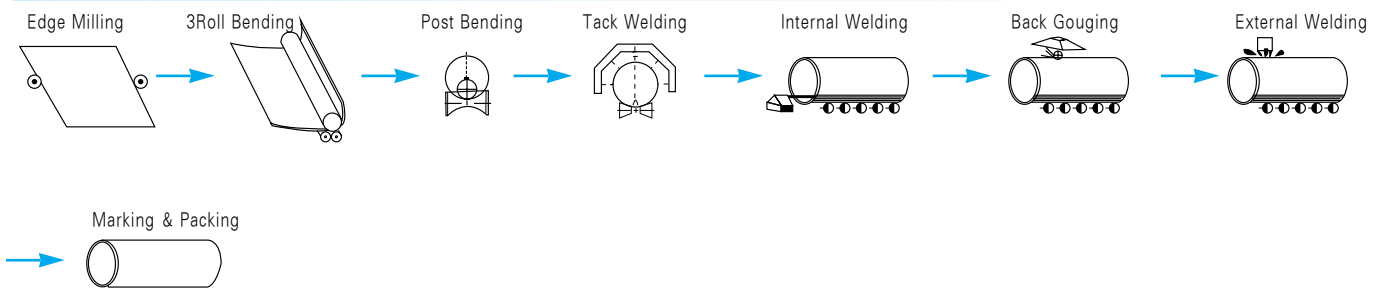 Edge Milling
3Roll Bending
Post Bending
Tack Welding
Internal Welding
Back Gouging
External Welding
Marking & Packing